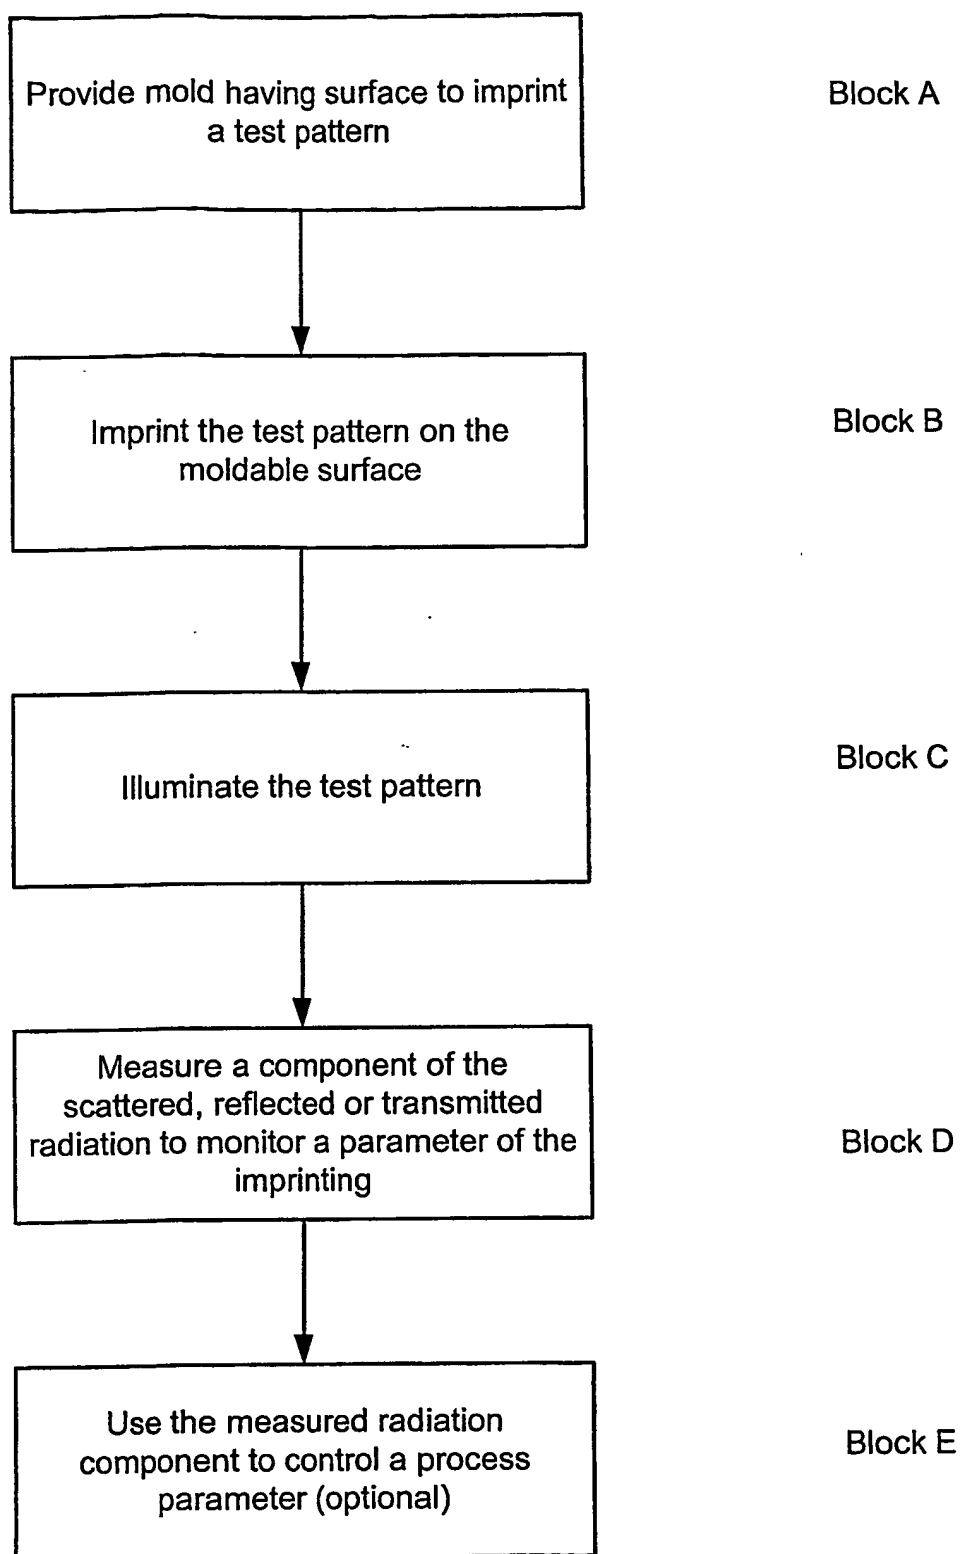 Provide mold having surface to imprint
a test pattern
Block A
Imprint the test pattern on the
moldable surface
Block B
Illuminate the test pattern
Block C
Measure a component of the
scattered, reflected or transmitted
radiation to monitor a parameter of the
imprinting
Block D
Use the measured radiation
component to control a process
parameter (optional)
Block E